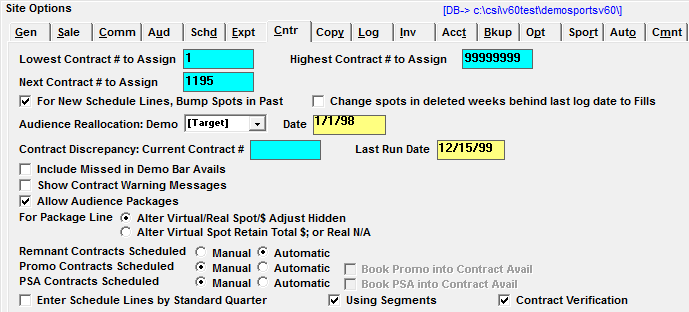 Site Options [DB-> c:\csi\v60test\demosportsv60\]
Gen Sale Comm Aud Schd Expt Cntr Copy Log Inv Acct Bkup Opt Sport Auto Cmnt
Lowest Contract # to Assign 1 Highest Contract # to Assign 99999999
Next Contract # to Assign 1195
For New Schedule Lines, Bump Spots in Past Change spots in deleted weeks behind last log date to Fills
Audience Reallocation: Demo [Target] Date 1/1/98
Contract Discrepancy: Current Contract # Last Run Date 12/15/99
Include Missed in Demo Bar Avails
Show Contract Warning Messages
Allow Audience Packages
For Package Line Alter Virtual/Real Spot/$ Adjust Hidden
Alter Virtual Spot Retain Total $; or Real N/A
Remnant Contracts Scheduled Manual Automatic
Promo Contracts Scheduled Manual Automatic Book Promo into Contract Avail
PSA Contracts Scheduled Manual Automatic Book PSA into Contract Avail
Enter Schedule Lines by Standard Quarter Using Segments Contract Verification